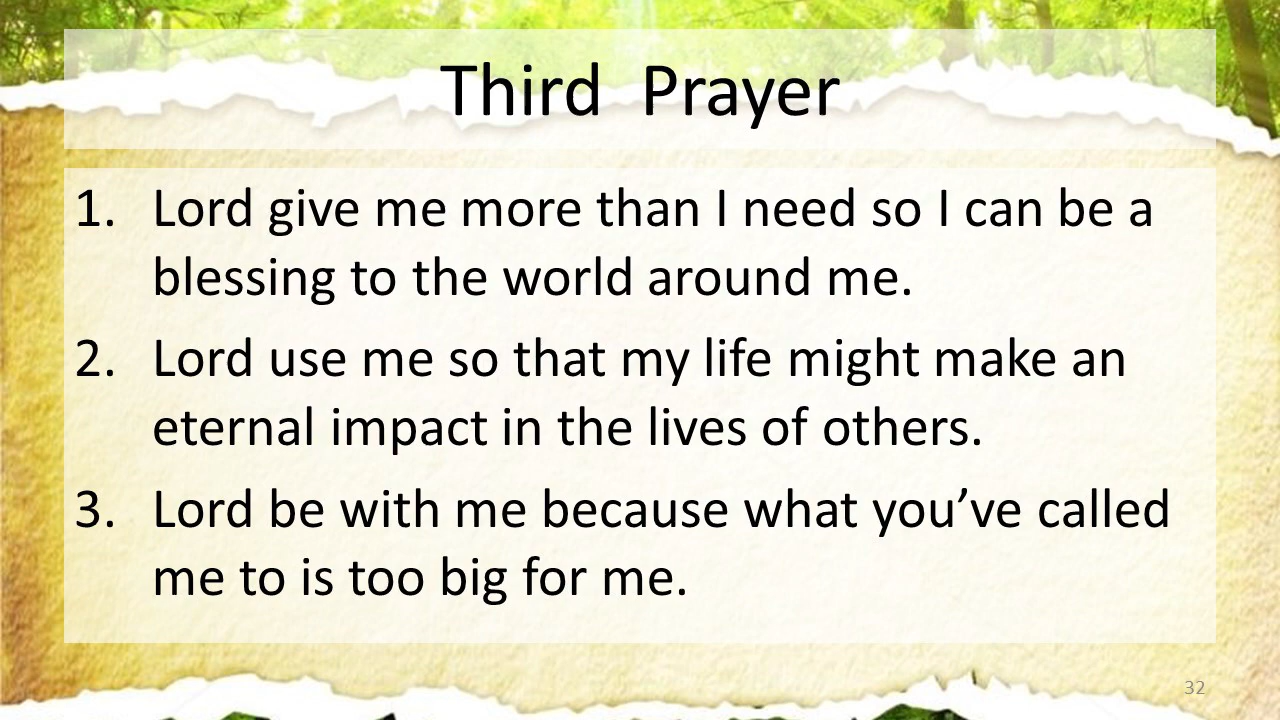 Third Prayer
1. Lord give me more than I need so I can be a
blessing to the world around me.
2. Lord use me so that my life might make an
eternal impact in the lives of others.
3. Lord be with me because what you’ve called
me to is too big for me.
32